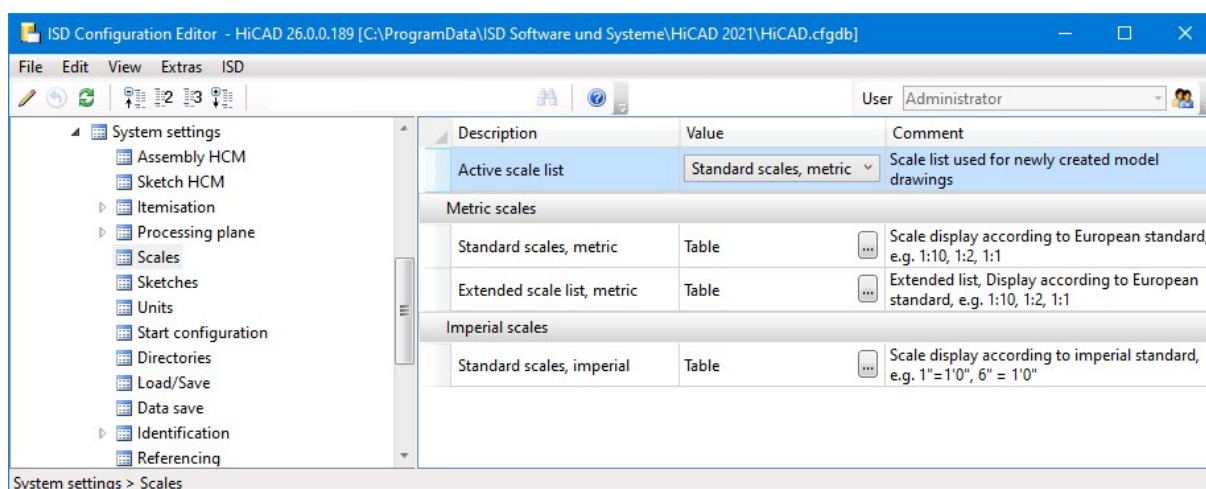 ISD Configuration Editor - HiCAD 26.0.0.189 [C:\ProgramData\ISD Software und Systeme\HiCAD 2021\HiCAD.cfgdb]
File Edit View Extras ISD
2 3 User Administrator
System settings
Assembly HCM
Sketch HCM
Itemisation
Processing plane
Scales
Sketches
Units
Start configuration
Directories
Load/Save
Data save
Identification
Referencing
Description Value Comment
Active scale list Standard scales, metric Scale list used for newly created model
drawings
Metric scales
Standard scales, metric Table ... Scale display according to European standard,
e.g. 1:10, 1:2, 1:1
Extended scale list, metric Table ... Extended list, Display according to European
standard, e.g. 1:10, 1:2, 1:1
Imperial scales
Standard scales, imperial Table ... Scale display according to imperial standard,
e.g. 1"=1'0", 6" = 1'0"
System settings > Scales